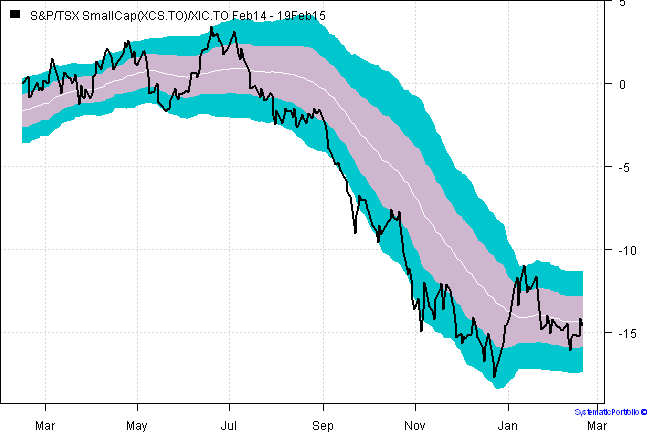 S&P/TSX SmallCap(XCS.TO)/XIC.TO Feb14 - 19Feb15
5
0
-5
-10
-15
SystematicPortfolio ©
Mar May Jul Sep Nov Jan Mar